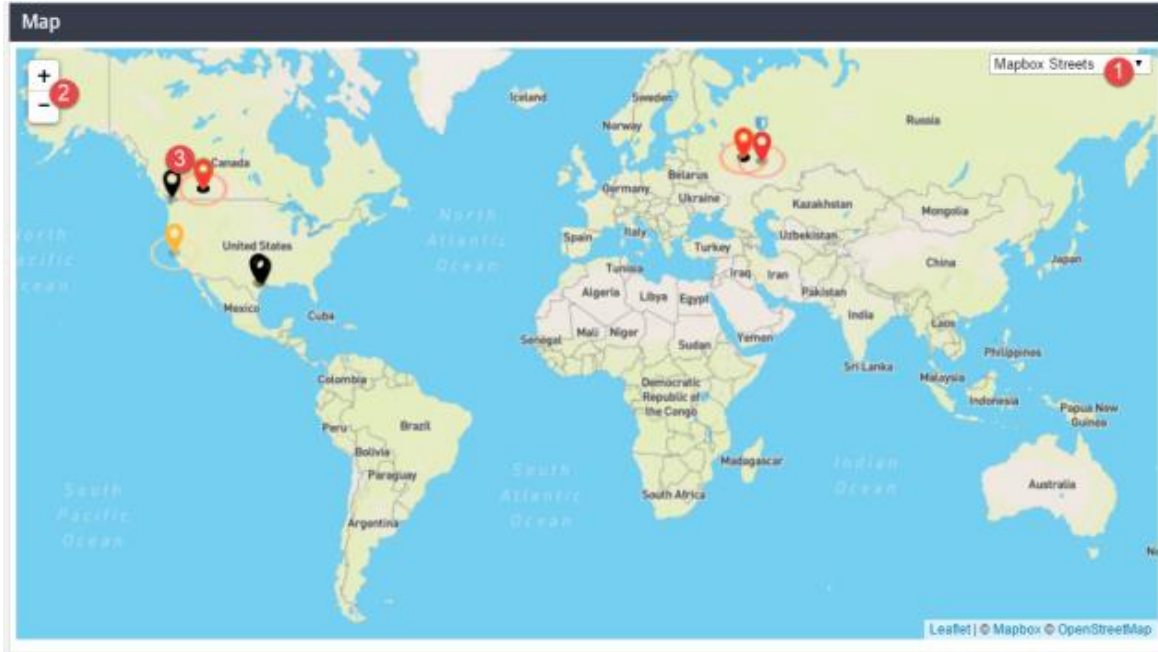 Map
+
−
2
Mapbox Streets
1
Iceland
Sweden
Norway
Russia
3
Canada
Belarus
Germany
Ukraine
Kazakhstan
Mongolia
North
Atlantic
Ocean
North
Pacific
Ocean
United States
Spain
Italy
Turkey
Uzbekistan
China
Japan
Tunisia
Iraq
Iran
Algeria
Libya
Egypt
Pakistan
Mexico
Cuba
India
Laos
Senegal
Mali
Niger
Sudan
Yemen
Philippines
Sri Lanka
Malaysia
Colombia
Democratic
Republic of
the Congo
Indonesia
Papua New
Guinea
Peru
Brazil
Bolivia
Madagascar
Indian
Ocean
Paraguay
South
Pacific
Ocean
South
Atlantic
Ocean
South Africa
Australia
Argentina
Leaflet | © Mapbox © OpenStreetMap